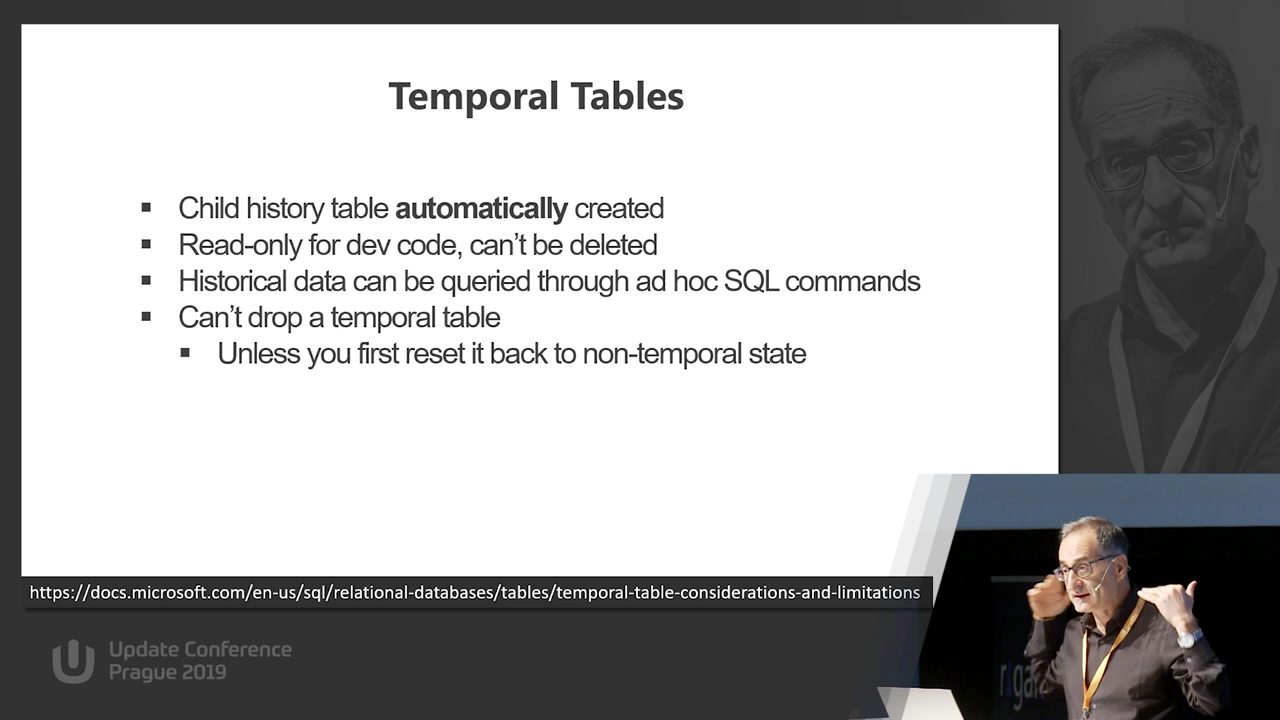 Temporal Tables
▪ Child history table automatically created
▪ Read-only for dev code, can’t be deleted
▪ Historical data can be queried through ad hoc SQL commands
▪ Can’t drop a temporal table
▪ Unless you first reset it back to non-temporal state
https://docs.microsoft.com/en-us/sql/relational-databases/tables/temporal-table-considerations-and-limitations
Update Conference
Prague 2019